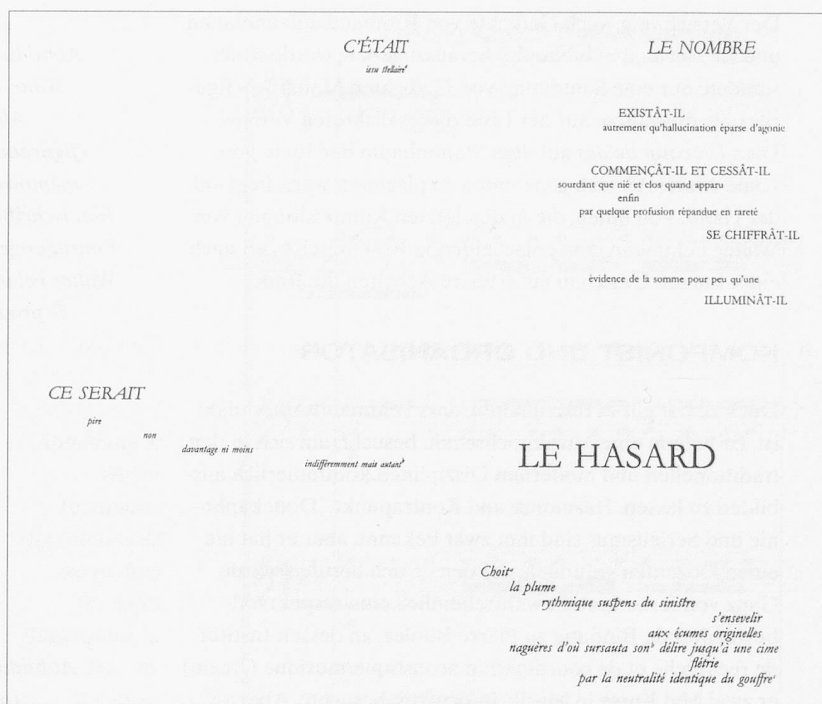 C'ÉTAIT
issu stellaire
LE NOMBRE
EXISTÂT-IL
autrement qu'hallucination éparse d'agonie
COMMENÇÂT-IL ET CESSÂT-IL
sourdant que nié et clos quand apparu
enfin
par quelque profusion répandue en rareté
SE CHIFFRÂT-IL
évidence de la somme pour peu qu'une
ILLUMINÂT-IL
CE SERAIT
pire
non
davantage ni moins
indifféremment mais autant
LE HASARD
Choit
la plume
rythmique suspens du sinistre
s'ensevelir
aux écumes originelles
naguères d'où sursauta son délire jusqu'à une cime
flétrie
par la neutralité identique du gouffre